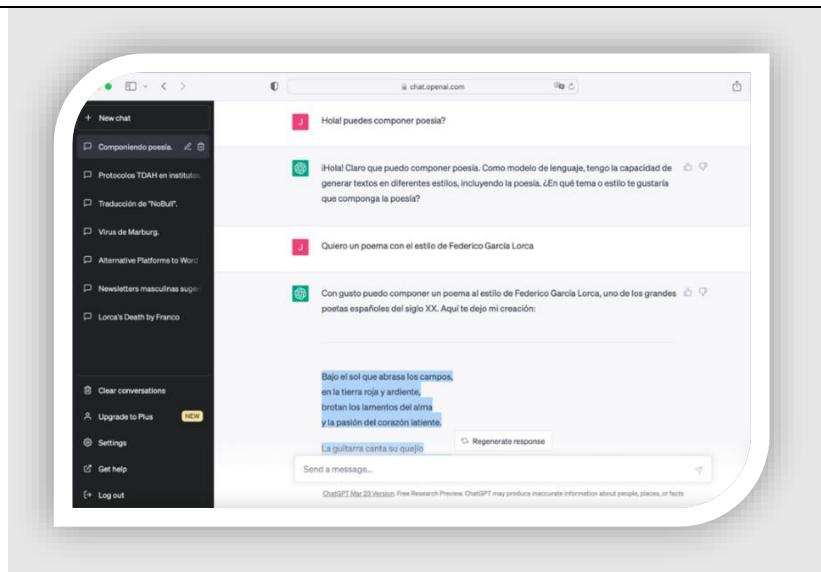 chat.openai.com
+ New chat
Componiendo poesía.
Protocolos TDAH en institutos
Traducción de "NoBull".
Virus de Marburg.
Alternative Platforms to Word
Newsletters masculinas suger
Lorca's Death by Franco
Clear conversations
Upgrade to Plus NEW
Settings
Get help
Log out
J Hola! puedes componer poesia?
¡Hola! Claro que puedo componer poesía. Como modelo de lenguaje, tengo la capacidad de
generar textos en diferentes estilos, incluyendo la poesía. ¿En qué tema o estilo te gustaría
que componga la poesía?
J Quiero un poema con el estilo de Federico García Lorca
Con gusto puedo componer un poema al estilo de Federico García Lorca, uno de los grandes
poetas españoles del siglo XX. Aquí te dejo mi creación:
Bajo el sol que abrasa los campos,
en la tierra roja y ardiente,
brotan los lamentos del alma
y la pasión del corazón latiente.
La guitarra canta su quejío
Regenerate response
Send a message...
ChatGPT Mar 23 Version. Free Research Preview. ChatGPT may produce inaccurate information about people, places, or facts